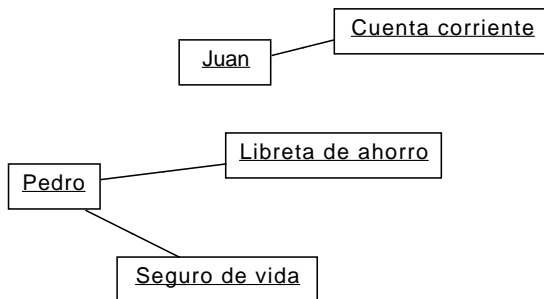 Cuenta corriente
Juan
Libreta de ahorro
Pedro
Seguro de vida